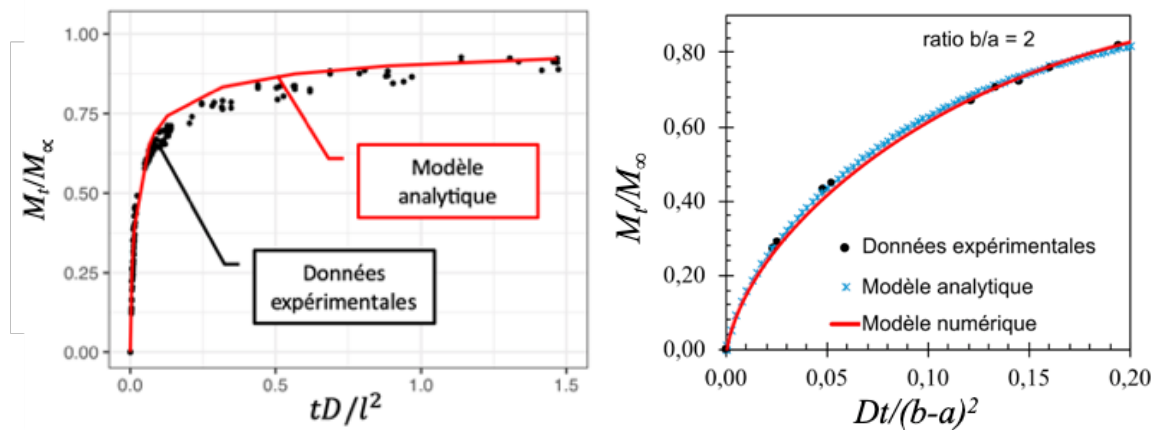 1.00
0.75
0.50
0.25
0.00
M_t/M_∝
Modèle
analytique
Données
expérimentales
0.0 0.5 1.0 1.5
tD/l²
ratio b/a = 2
0,80
0,60
0,40
0,20
0,00
M_t/M_∞
Données expérimentales
Modèle analytique
Modèle numérique
0,00 0,05 0,10 0,15 0,20
Dt/(b-a)²